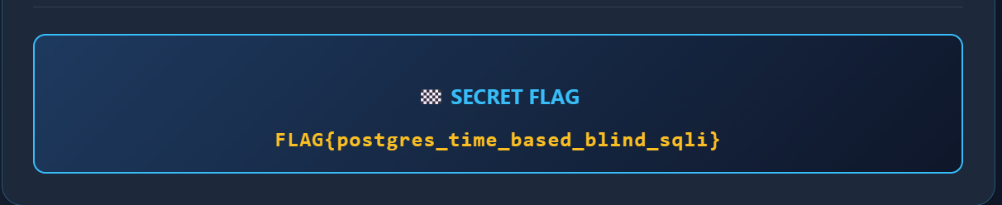 🏁 SECRET FLAG
FLAG{postgres_time_based_blind_sqli}